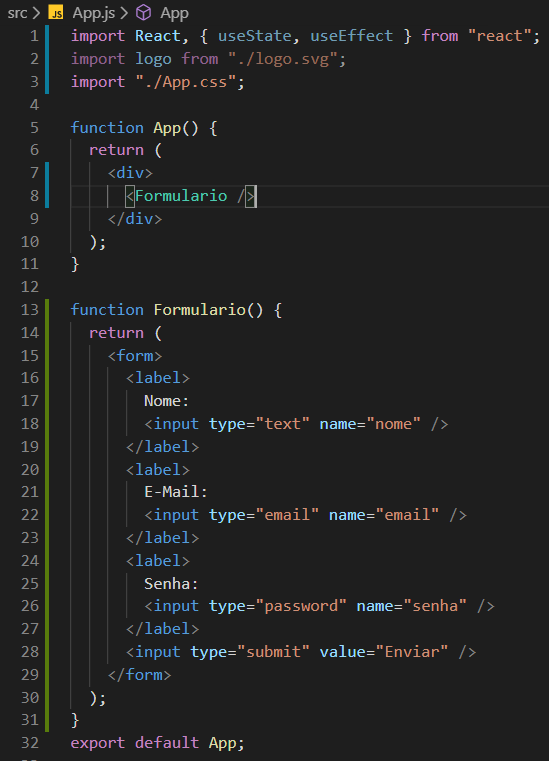 src > JS App.js > App
1 import React, { useState, useEffect } from "react";
2 import logo from "./logo.svg";
3 import "./App.css";
4
5 function App() {
6   return (
7     <div>
8       <Formulario />
9     </div>
10   );
11 }
12
13 function Formulario() {
14   return (
15     <form>
16       <label>
17         Nome:
18         <input type="text" name="nome" />
19       </label>
20       <label>
21         E-Mail:
22         <input type="email" name="email" />
23       </label>
24       <label>
25         Senha:
26         <input type="password" name="senha" />
27       </label>
28       <input type="submit" value="Enviar" />
29     </form>
30   );
31 }
32 export default App;